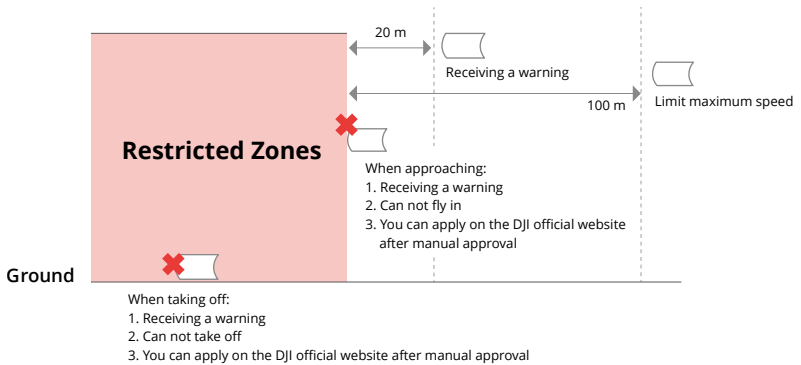 20 m
Receiving a warning
100 m
Limit maximum speed
Restricted Zones
When approaching:
1. Receiving a warning
2. Can not fly in
3. You can apply on the DJI official website
after manual approval
Ground
When taking off:
1. Receiving a warning
2. Can not take off
3. You can apply on the DJI official website after manual approval